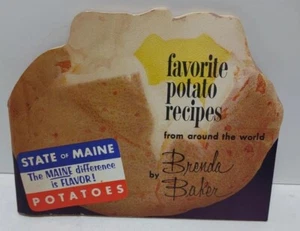 favorite
potato
recipes
from around the world
by Brenda
Baker
STATE OF MAINE
The MAINE difference
is FLAVOR!
POTATOES